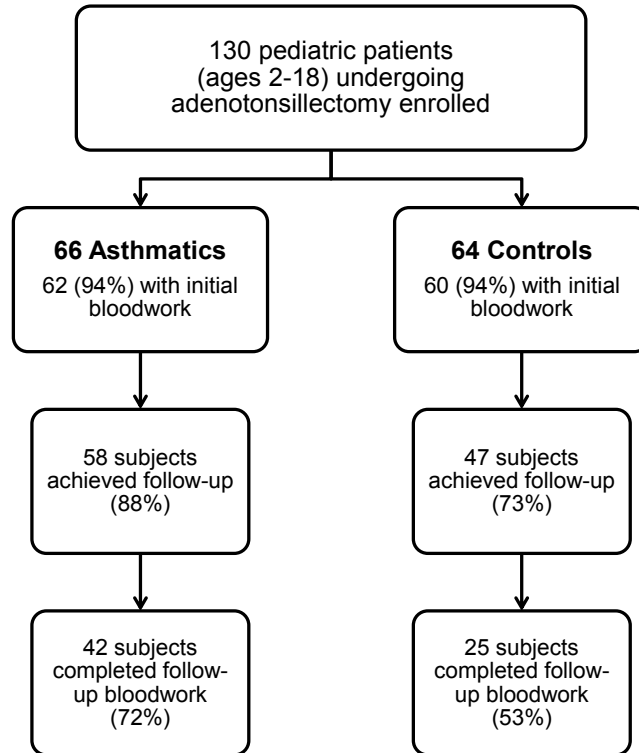 130 pediatric patients
(ages 2-18) undergoing
adenotonsillectomy enrolled
66 Asthmatics
62 (94%) with initial
bloodwork
64 Controls
60 (94%) with initial
bloodwork
58 subjects
achieved follow-up
(88%)
47 subjects
achieved follow-up
(73%)
42 subjects
completed follow-
up bloodwork
(72%)
25 subjects
completed follow-
up bloodwork
(53%)